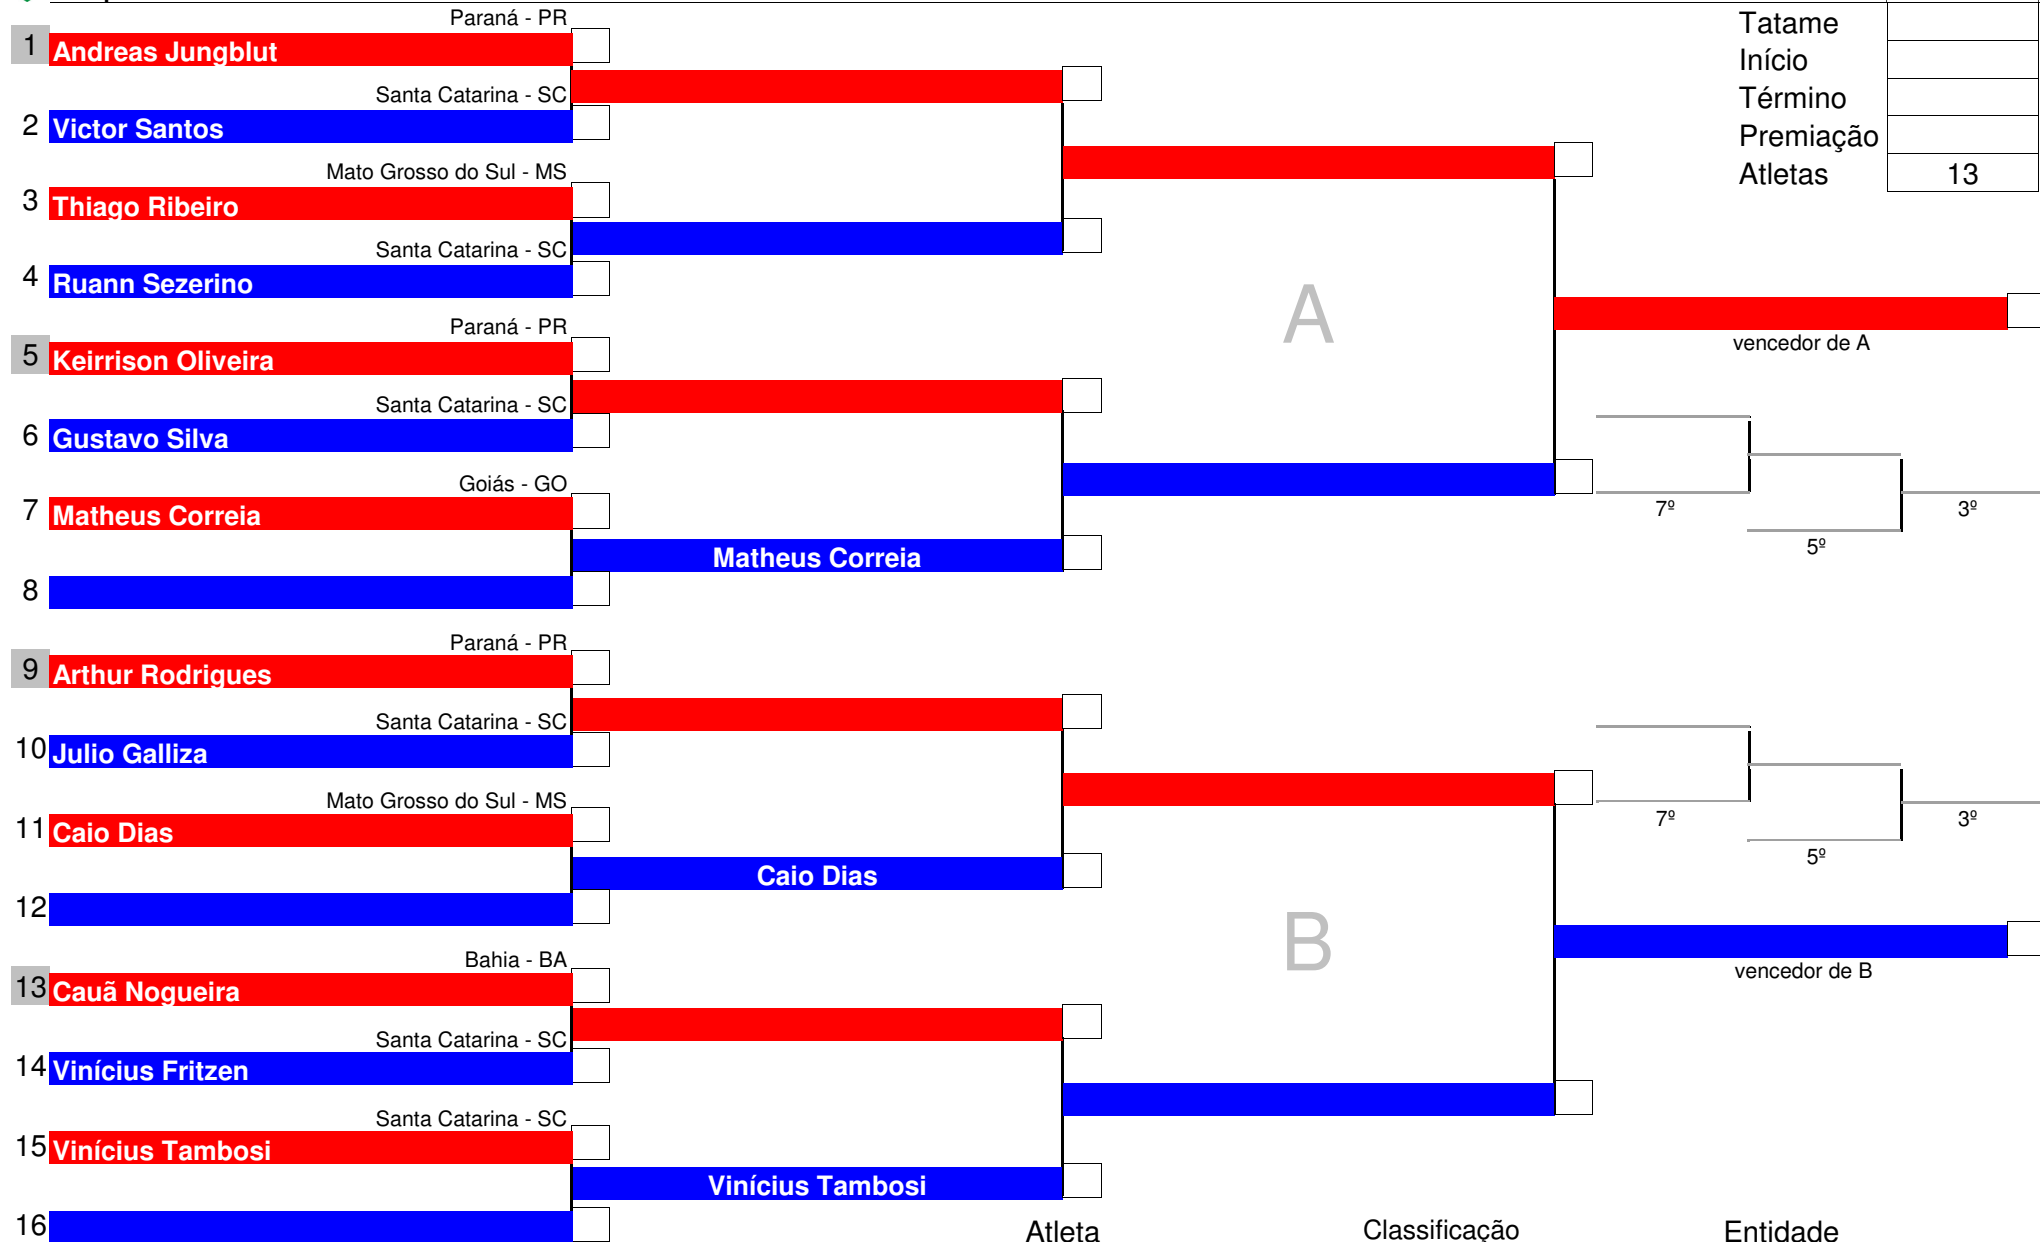 Paraná - PR
1 Andreas Jungblut
Santa Catarina - SC
2 Victor Santos
Mato Grosso do Sul - MS
3 Thiago Ribeiro
Santa Catarina - SC
4 Ruann Sezerino
Paraná - PR
5 Keirrison Oliveira
Santa Catarina - SC
6 Gustavo Silva
Goiás - GO
7 Matheus Correia
Matheus Correia
8
Paraná - PR
9 Arthur Rodrigues
Santa Catarina - SC
10 Julio Galliza
Mato Grosso do Sul - MS
11 Caio Dias
Caio Dias
12
Bahia - BA
13 Cauã Nogueira
Santa Catarina - SC
14 Vinícius Fritzen
Santa Catarina - SC
15 Vinícius Tambosi
Vinícius Tambosi
16
A
B
Tatame
Início
Término
Premiação
Atletas 13
vencedor de A
7º
3º
5º
7º
3º
5º
vencedor de B
Atleta Classificação Entidade